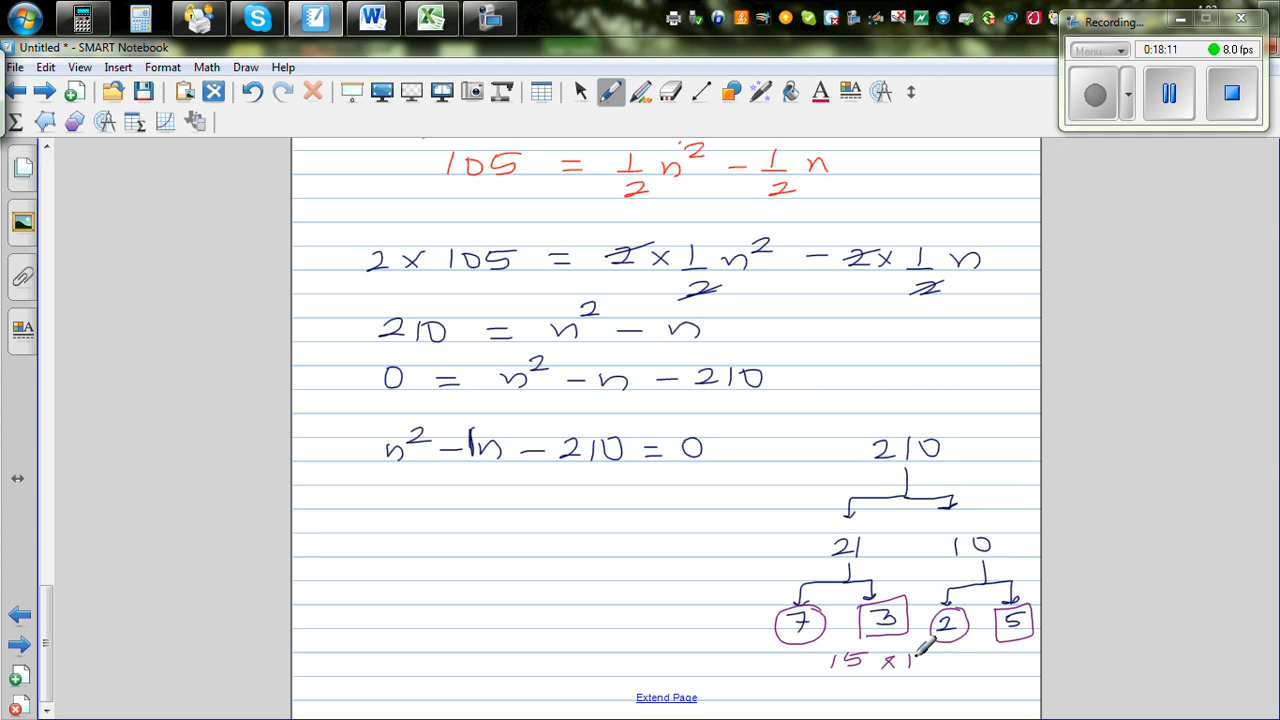 Untitled * - SMART Notebook
Recording...
Menu
0:18:11
8.0 fps
File Edit View Insert Format Math Draw Help
105 = 1/2 n² - 1/2 n
2 × 105 = 2 × 1/2 n² - 2 × 1/2 n
210 = n² - n
0 = n² - n - 210
n² - 1n - 210 = 0
210
21 10
7 3 2 5
15 × 1
Extend Page